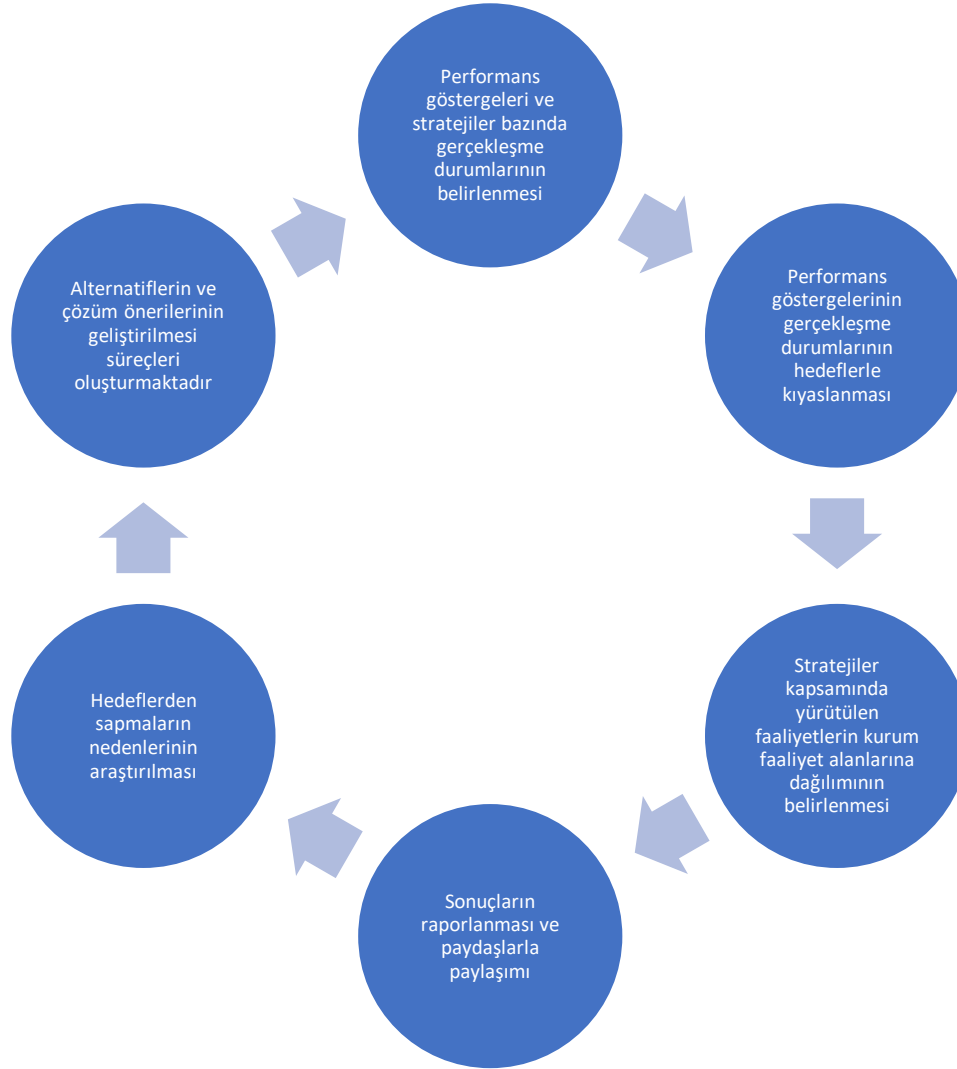 Performans
göstergeleri ve
stratejiler bazında
gerçekleşme
durumlarının
belirlenmesi
Performans
göstergelerinin
gerçekleşme
durumlarının
hedeflerle
kıyaslanması
Stratejiler
kapsamında
yürütülen
faaliyetlerin kurum
faaliyet alanlarına
dağılımının
belirlenmesi
Sonuçların
raporlanması ve
paydaşlarla
paylaşımı
Hedeflerden
sapmaların
nedenlerinin
araştırılması
Alternatiflerin ve
çözüm önerilerinin
geliştirilmesi
süreçleri
oluşturmaktadır